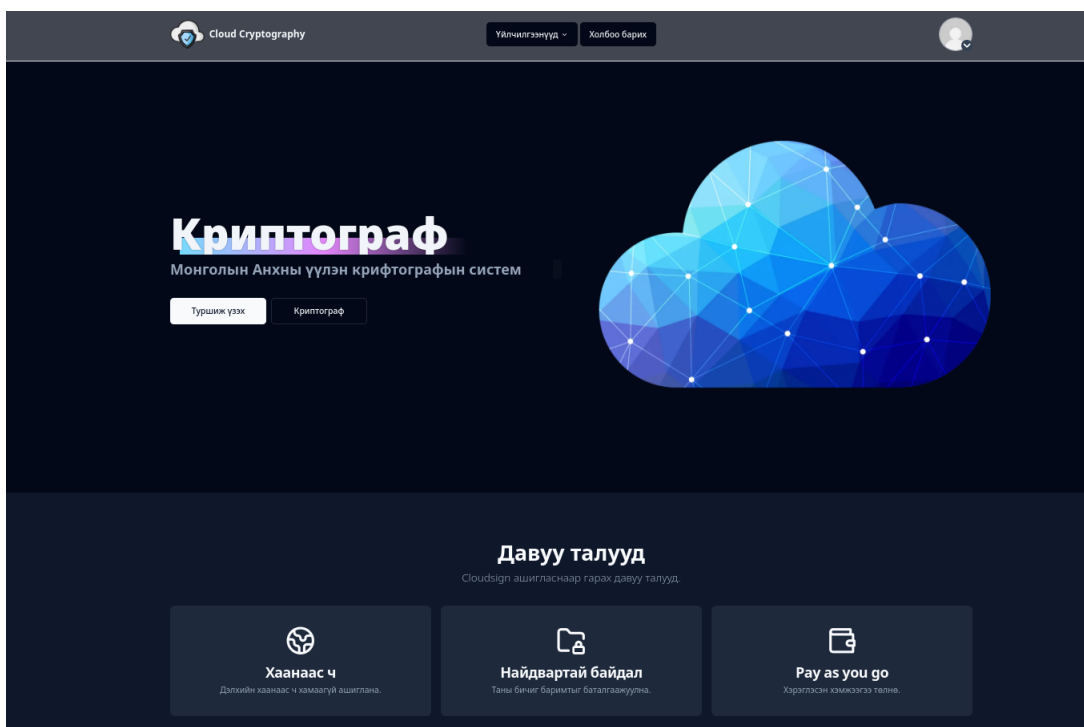 Cloud Cryptography
Үйлчилгээнүүд
Холбоо барих
Криптограф
Монголын Анхны үүлэн крифтографын систем
Туршиж үзэх
Криптограф
Давуу талууд
Cloudsign ашигласнаар гарах давуу талууд.
Хаанаас ч
Дэлхийн хаанаас ч хамаагүй ашиглана.
Найдвартай байдал
Таны бичиг баримтыг баталгаажуулна.
Pay as you go
Хэрэглэсэн хэмжээгээ төлнө.